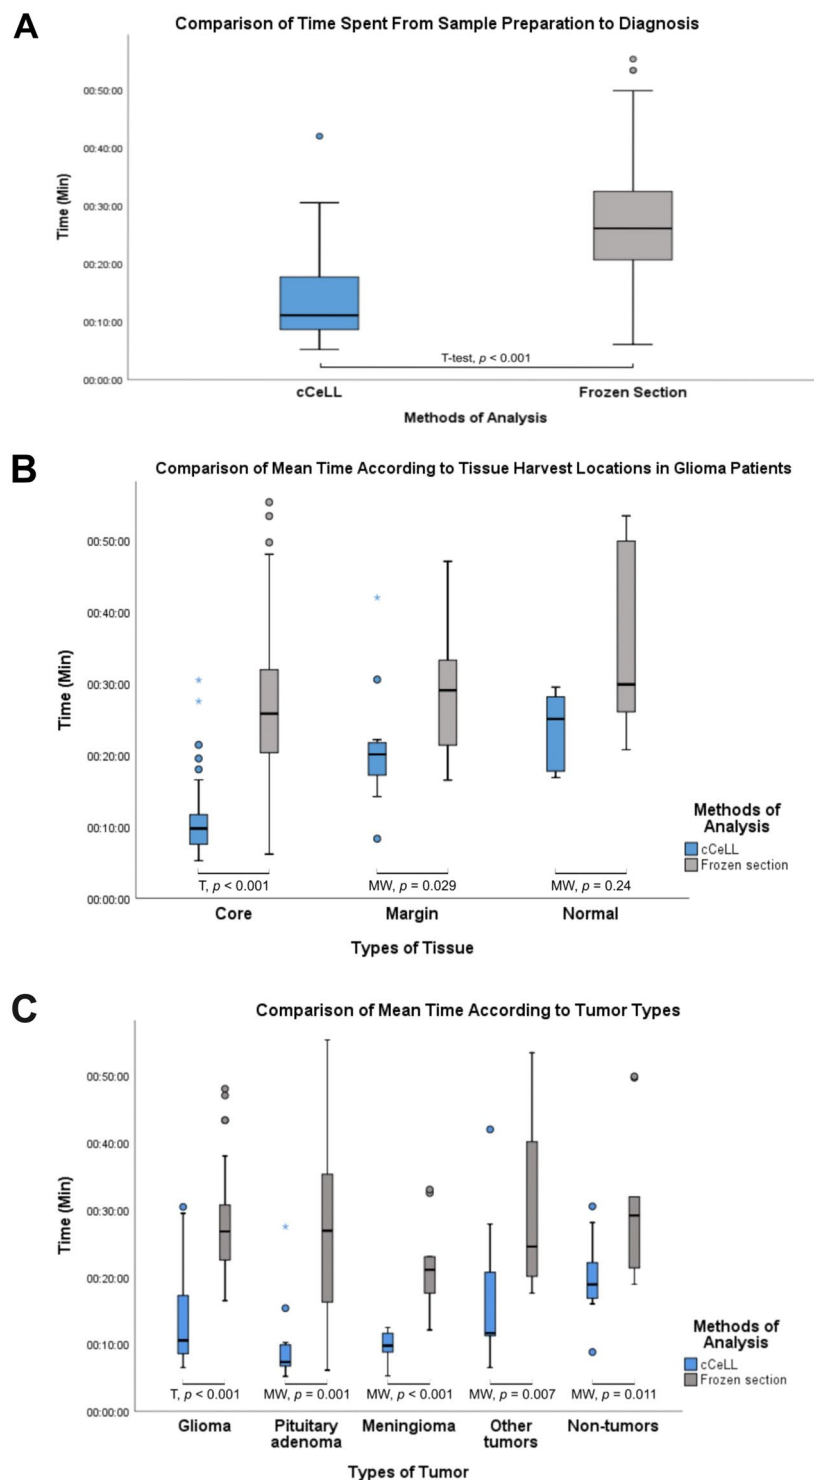 A
Comparison of Time Spent From Sample Preparation to Diagnosis
Time (Min)
00:50:00
00:40:00
00:30:00
00:20:00
00:10:00
00:00:00
T-test, p < 0.001
cCeLL
Frozen Section
Methods of Analysis
B
Comparison of Mean Time According to Tissue Harvest Locations in Glioma Patients
Time (Min)
00:50:00
00:40:00
00:30:00
00:20:00
00:10:00
00:00:00
Methods of
Analysis
cCeLL
Frozen section
T, p < 0.001
MW, p = 0.029
MW, p = 0.24
Core
Margin
Normal
Types of Tissue
C
Comparison of Mean Time According to Tumor Types
Time (Min)
00:50:00
00:40:00
00:30:00
00:20:00
00:10:00
00:00:00
Methods of
Analysis
cCeLL
Frozen section
T, p < 0.001
MW, p = 0.001
MW, p < 0.001
MW, p = 0.007
MW, p = 0.011
Glioma
Pituitary
adenoma
Meningioma
Other
tumors
Non-tumors
Types of Tumor